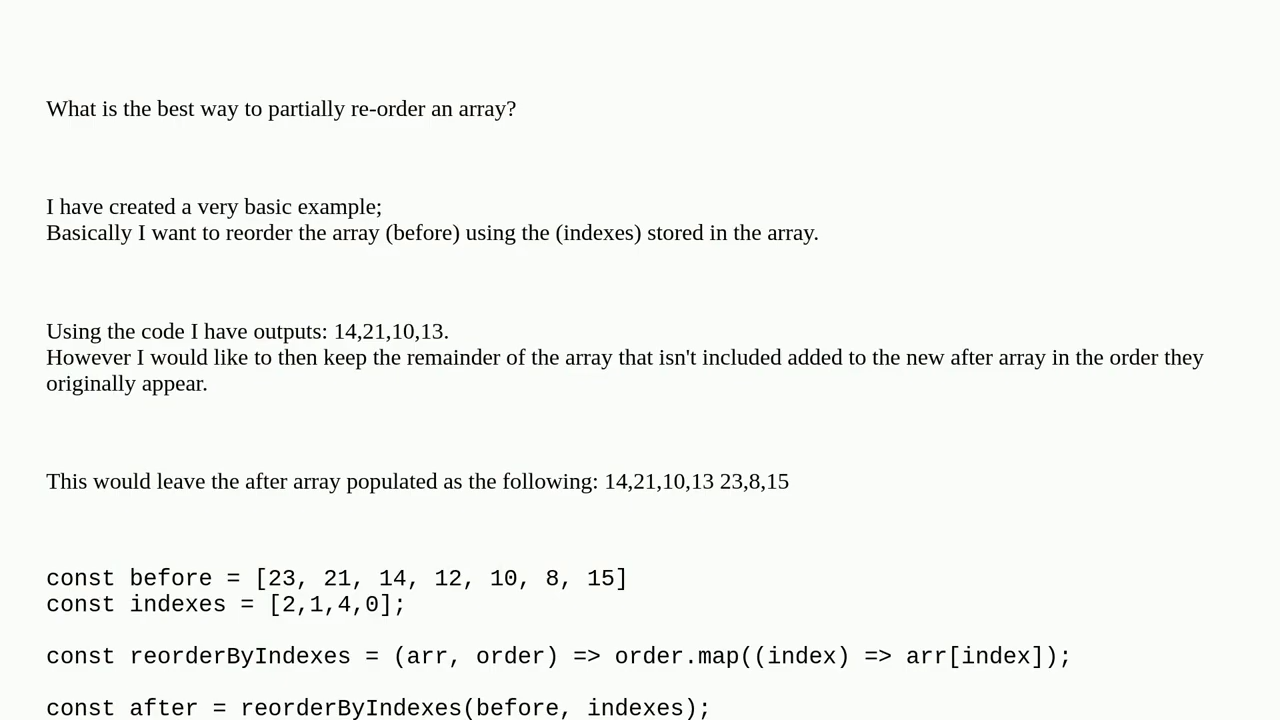 What is the best way to partially re-order an array?
I have created a very basic example;
Basically I want to reorder the array (before) using the (indexes) stored in the array.
Using the code I have outputs: 14,21,10,13.
However I would like to then keep the remainder of the array that isn't included added to the new after array in the order they
originally appear.
This would leave the after array populated as the following: 14,21,10,13 23,8,15
const before = [23, 21, 14, 12, 10, 8, 15]
const indexes = [2,1,4,0];
const reorderByIndexes = (arr, order) => order.map((index) => arr[index]);
const after = reorderByIndexes(before, indexes);